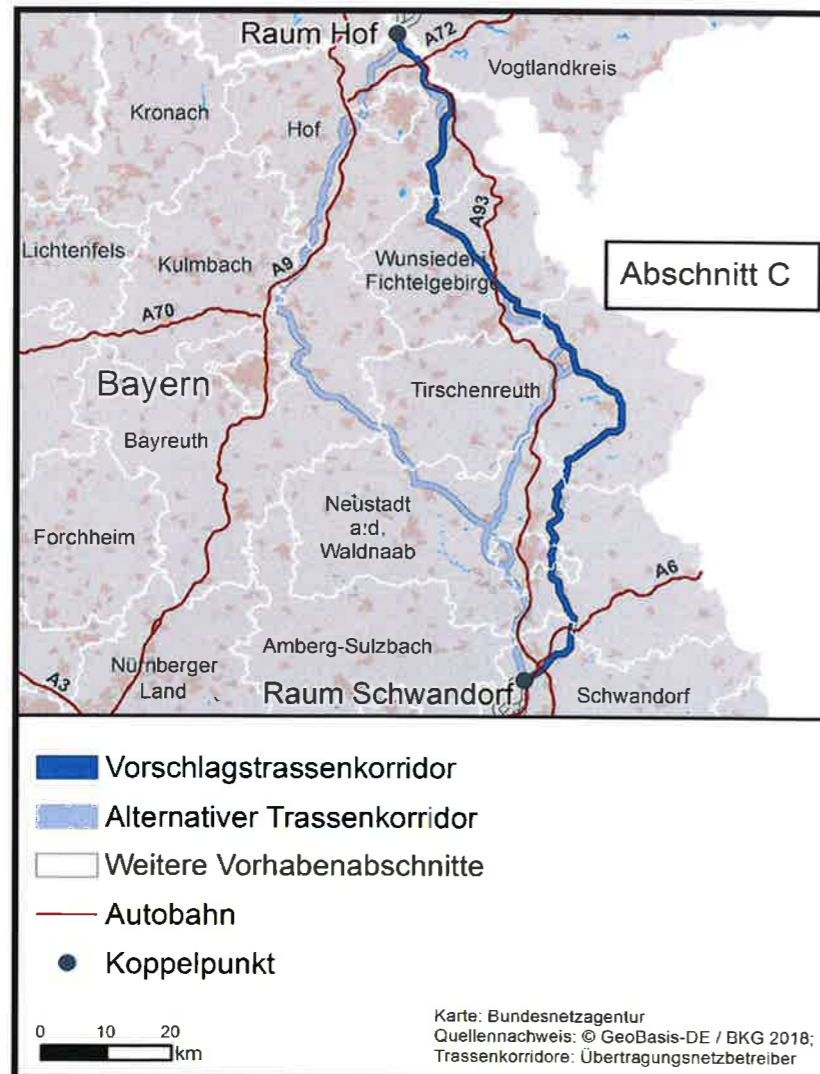 Raum Hof
A72
Vogtlandkreis
Kronach
Hof
A93
Lichtenfels
Kulmbach
A9
Wunsiedel i
Fichtelgebirge
Abschnitt C
A70
Bayern
Tirschenreuth
Bayreuth
Neustadt
a.d.
Waldnaab
Forchheim
A6
Amberg-Sulzbach
Nürnberger
Land
A3
Raum Schwandorf
Schwandorf
Vorschlagstrassenkorridor
Alternativer Trassenkorridor
Weitere Vorhabenabschnitte
Autobahn
Koppelpunkt
0 10 20
km
Karte: Bundesnetzagentur
Quellennachweis: © GeoBasis-DE / BKG 2018;
Trassenkorridore: Übertragungsnetzbetreiber